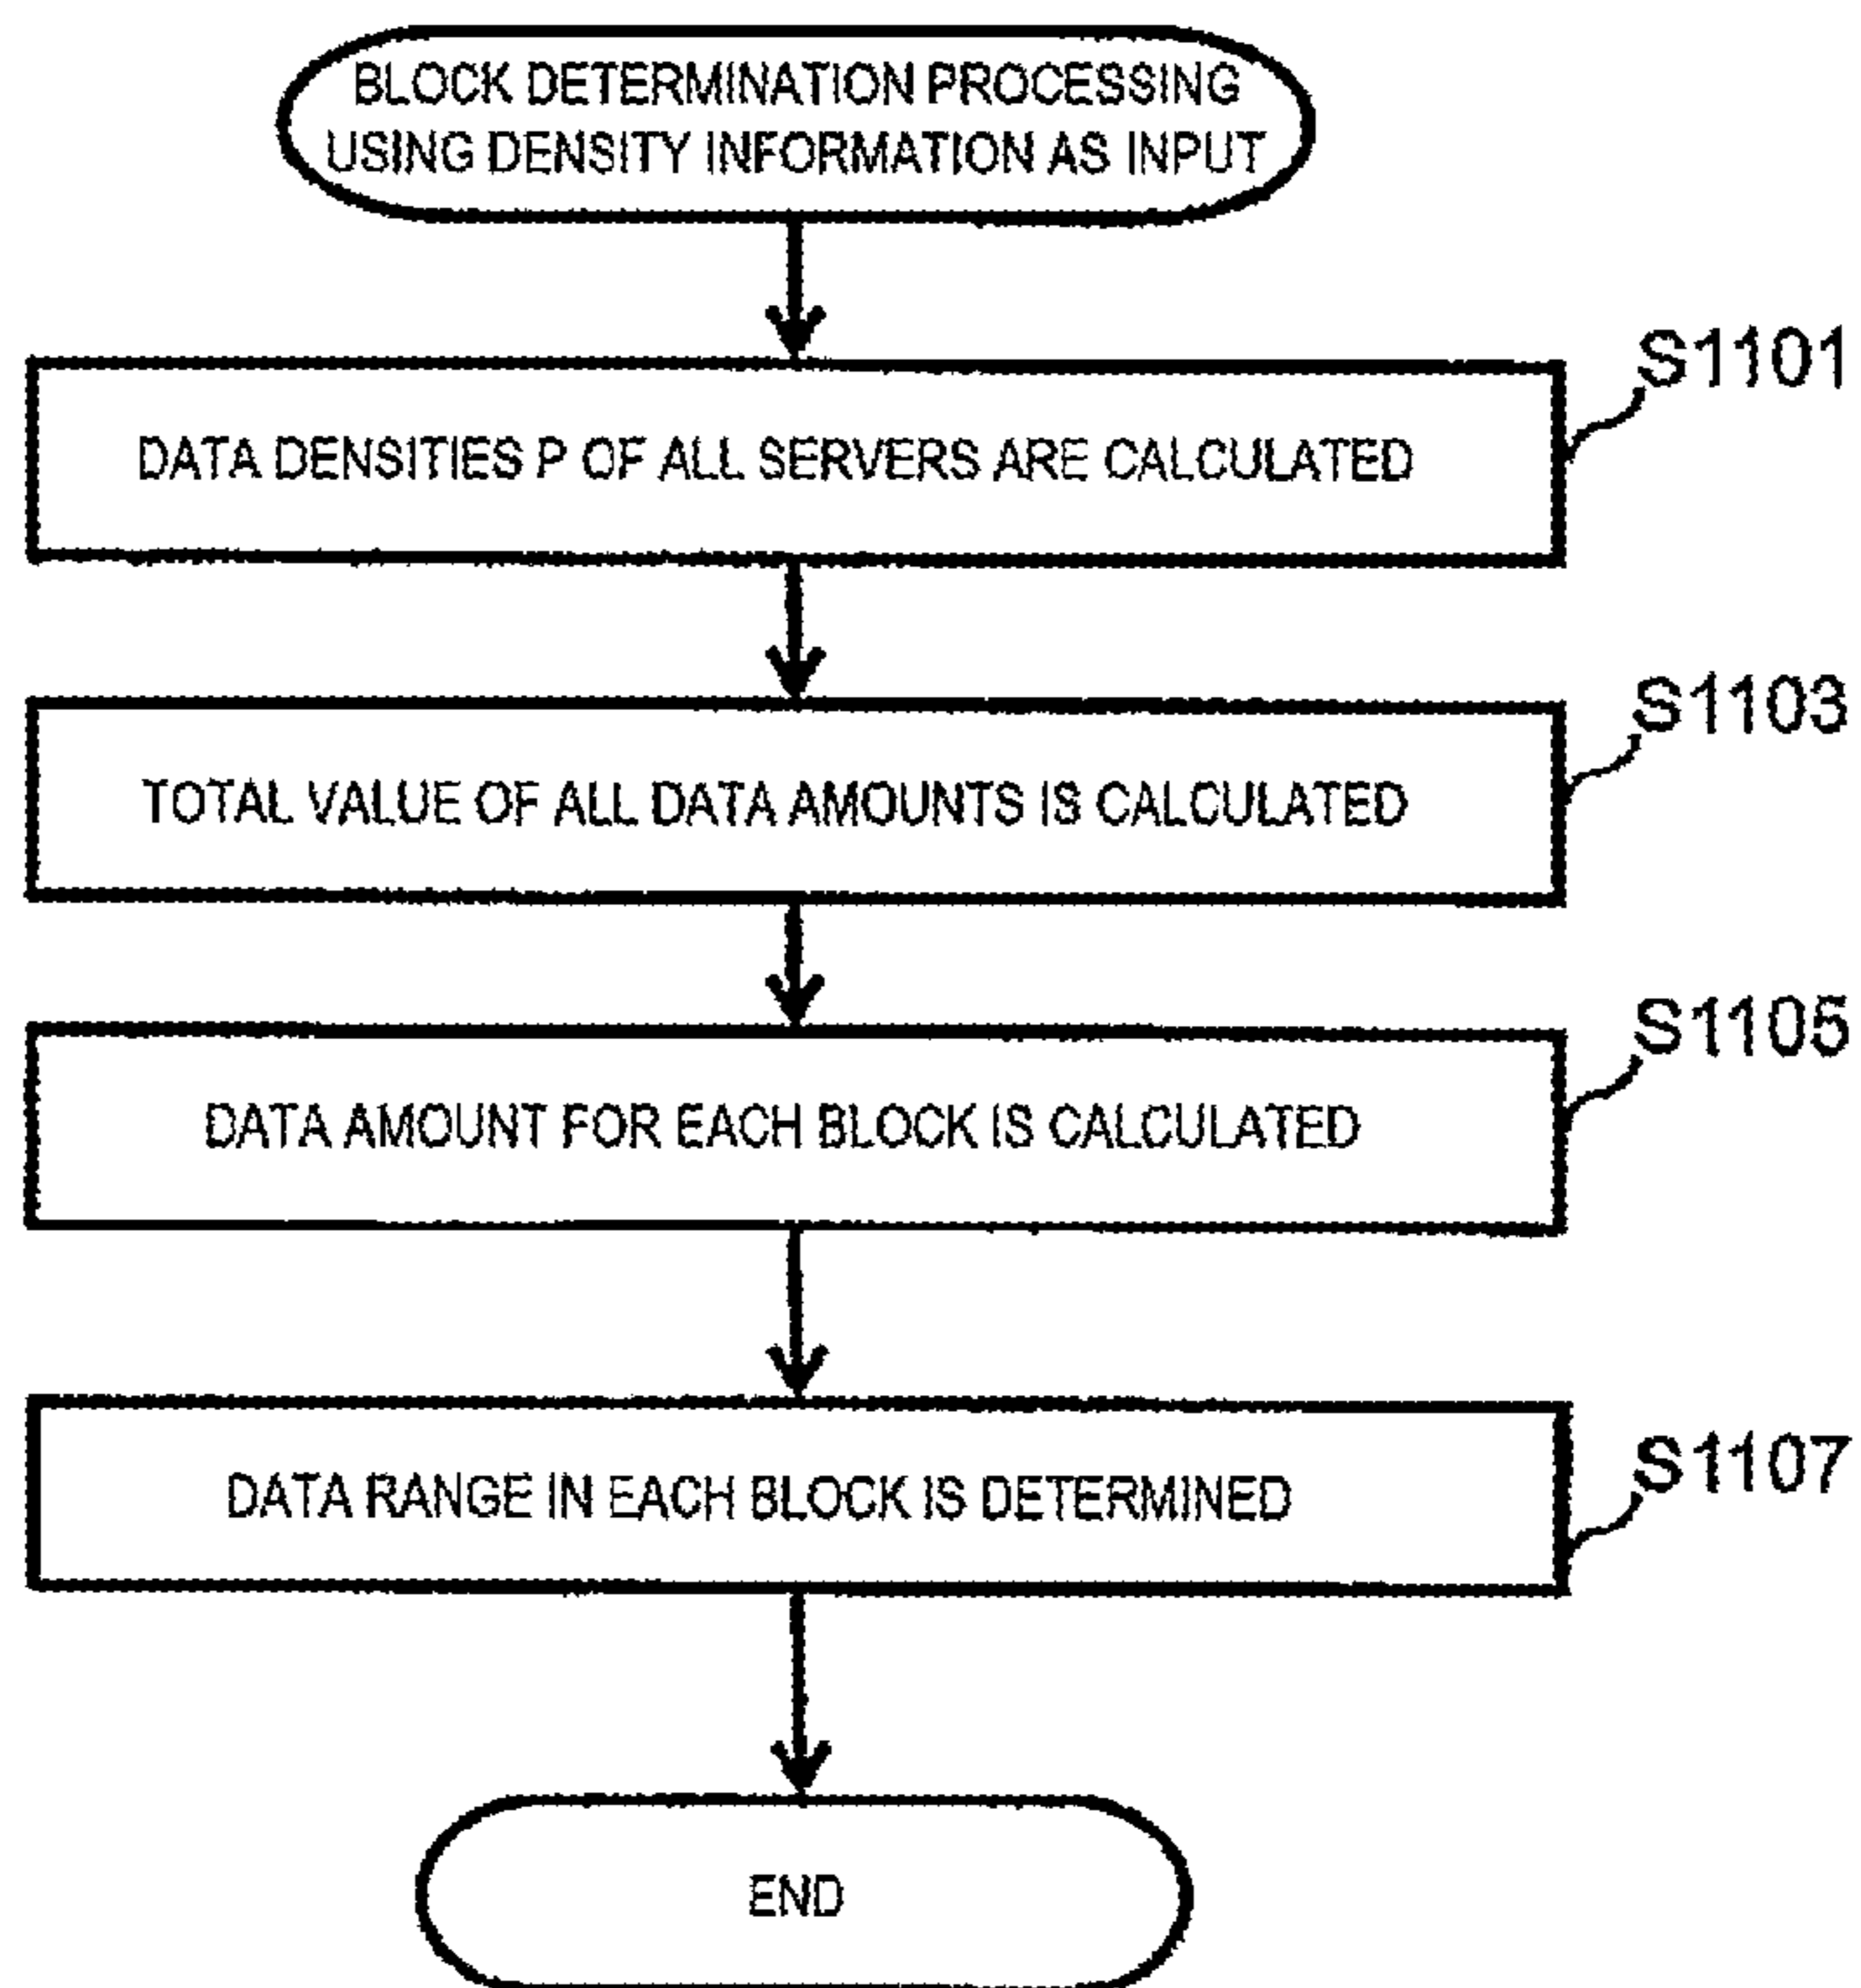 BLOCK DETERMINATION PROCESSING
USING DENSITY INFORMATION AS INPUT
S1101
DATA DENSITIES P OF ALL SERVERS ARE CALCULATED
S1103
TOTAL VALUE OF ALL DATA AMOUNTS IS CALCULATED
S1105
DATA AMOUNT FOR EACH BLOCK IS CALCULATED
S1107
DATA RANGE IN EACH BLOCK IS DETERMINED
END